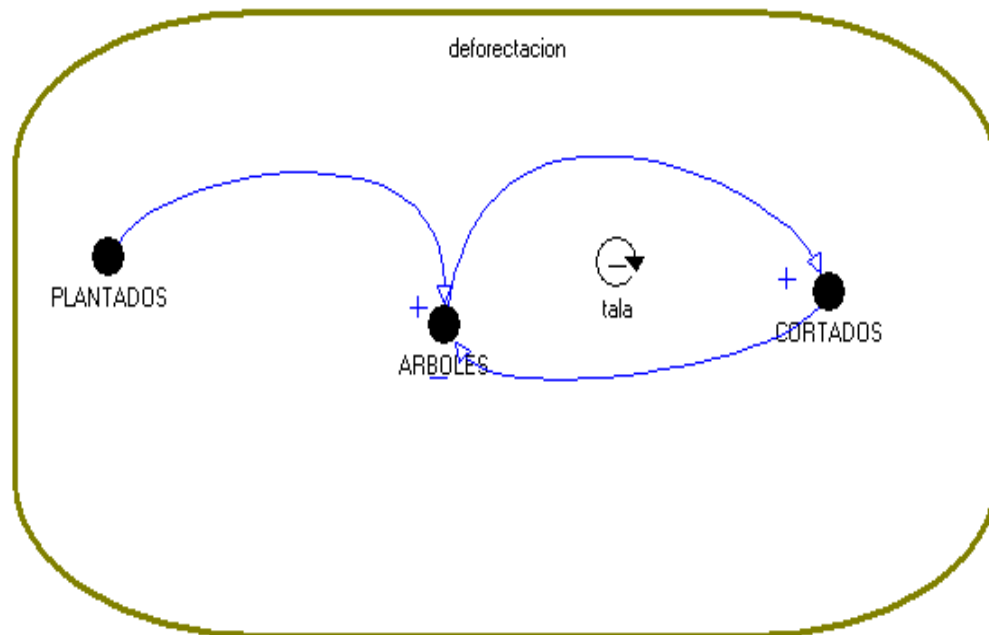 deforectacion
PLANTADOS
+
ARBOLES
−
−
tala
+
CORTADOS